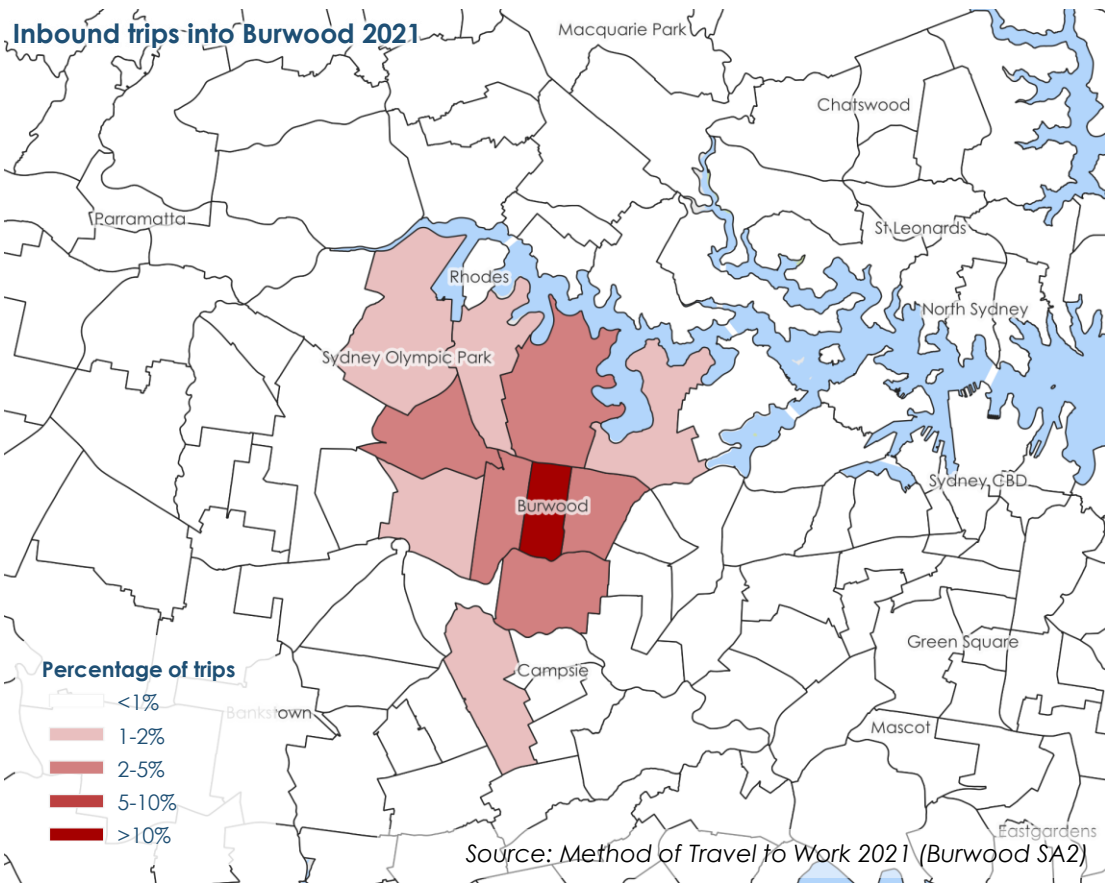 Inbound trips into Burwood 2021
Macquarie Park
Chatswood
Parramatta
St Leonards
Rhodes
North Sydney
Sydney Olympic Park
Sydney CBD
Burwood
Green Square
Campsie
Percentage of trips
<1%
Bankstown
1-2%
Mascot
2-5%
5-10%
>10%
Eastgardens
Source: Method of Travel to Work 2021 (Burwood SA2)